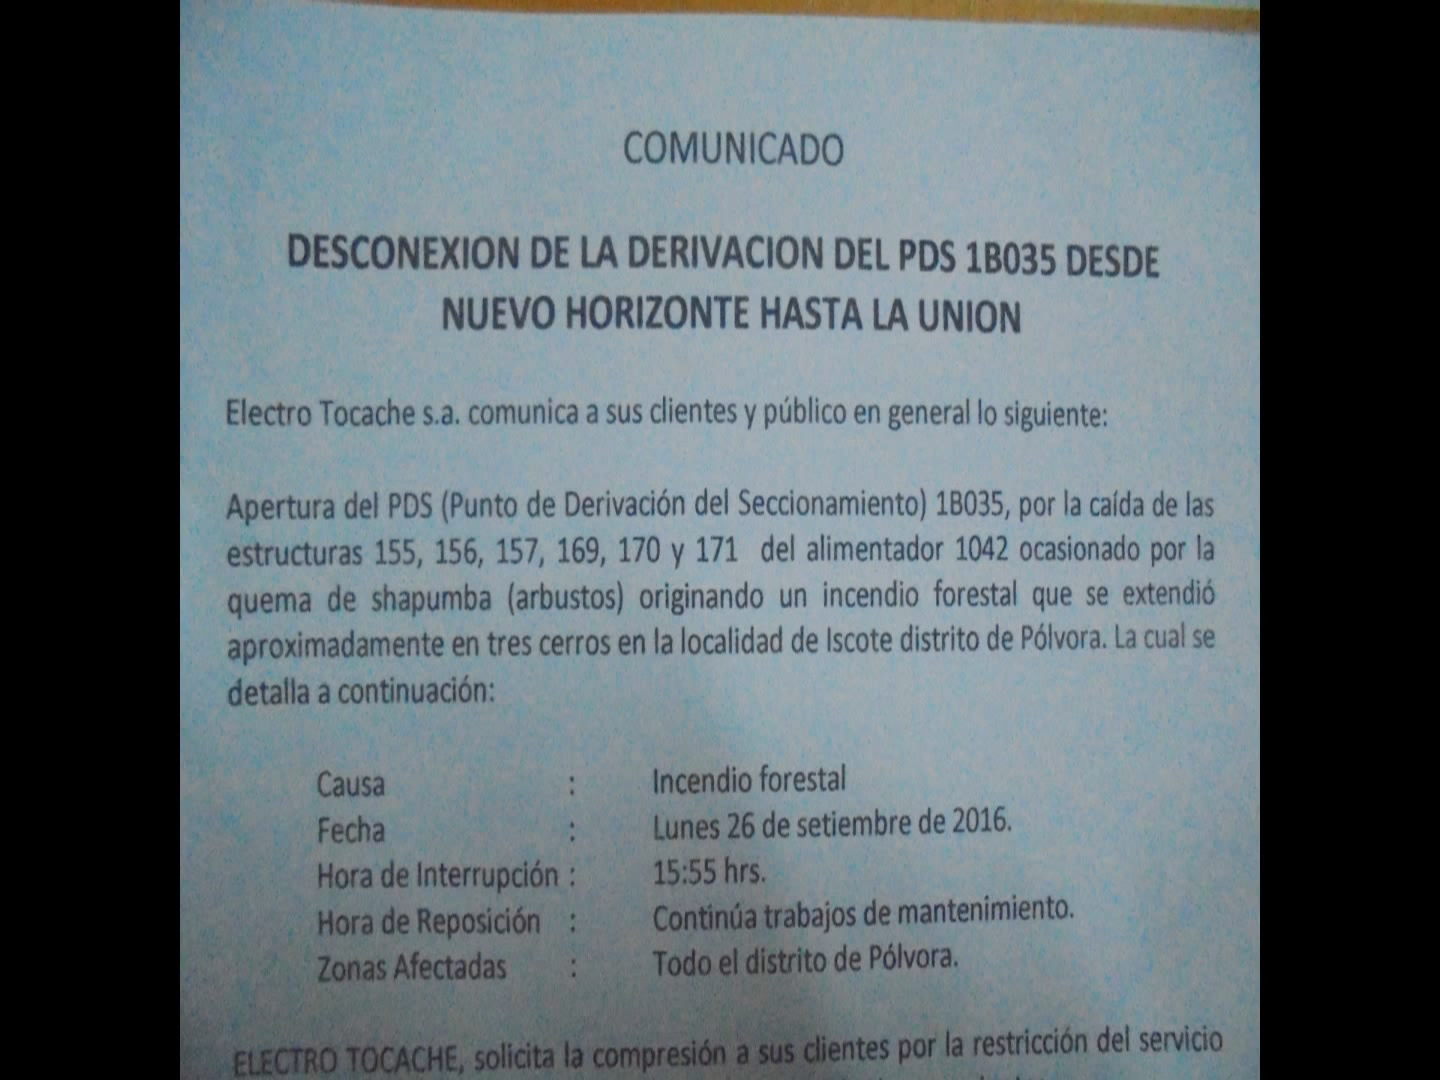 COMUNICADO
DESCONEXION DE LA DERIVACION DEL PDS 1B035 DESDE
NUEVO HORIZONTE HASTA LA UNION
Electro Tocache s.a. comunica a sus clientes y público en general lo siguiente:
Apertura del PDS (Punto de Derivación del Seccionamiento) 1B035, por la caída de las
estructuras 155, 156, 157, 169, 170 y 171 del alimentador 1042 ocasionado por la
quema de shapumba (arbustos) originando un incendio forestal que se extendió
aproximadamente en tres cerros en la localidad de Iscote distrito de Pólvora. La cual se
detalla a continuación:
Causa : Incendio forestal
Fecha : Lunes 26 de setiembre de 2016.
Hora de Interrupción : 15:55 hrs.
Hora de Reposición : Continúa trabajos de mantenimiento.
Zonas Afectadas : Todo el distrito de Pólvora.
ELECTRO TOCACHE, solicita la compresión a sus clientes por la restricción del servicio